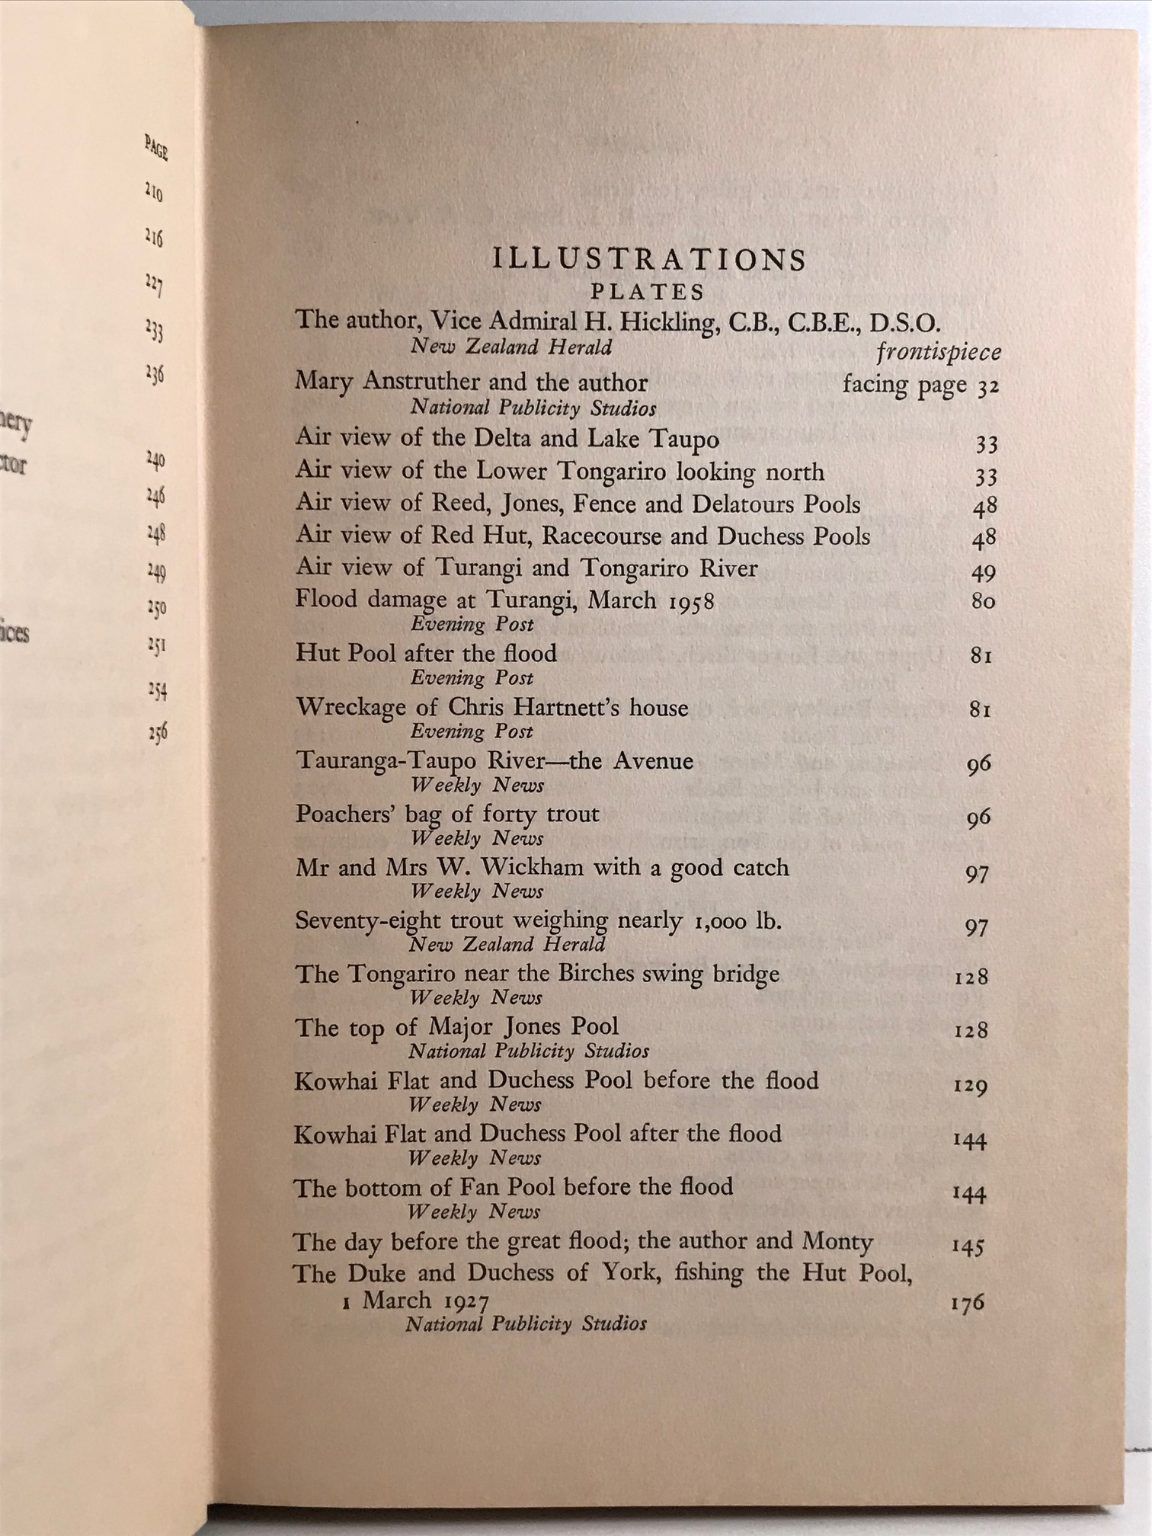 PAGE
210
216
227
233
236
240
246
248
249
250
251
254
256
ILLUSTRATIONS
PLATES
The author, Vice Admiral H. Hickling, C.B., C.B.E., D.S.O.
New Zealand Herald frontispiece
Mary Anstruther and the author facing page 32
National Publicity Studios
Air view of the Delta and Lake Taupo 33
Air view of the Lower Tongariro looking north 33
Air view of Reed, Jones, Fence and Delatours Pools 48
Air view of Red Hut, Racecourse and Duchess Pools 48
Air view of Turangi and Tongariro River 49
Flood damage at Turangi, March 1958 80
Evening Post
Hut Pool after the flood 81
Evening Post
Wreckage of Chris Hartnett's house 81
Evening Post
Tauranga-Taupo River—the Avenue 96
Weekly News
Poachers' bag of forty trout 96
Weekly News
Mr and Mrs W. Wickham with a good catch 97
Weekly News
Seventy-eight trout weighing nearly 1,000 lb. 97
New Zealand Herald
The Tongariro near the Birches swing bridge 128
Weekly News
The top of Major Jones Pool 128
National Publicity Studios
Kowhai Flat and Duchess Pool before the flood 129
Weekly News
Kowhai Flat and Duchess Pool after the flood 144
Weekly News
The bottom of Fan Pool before the flood 144
Weekly News
The day before the great flood; the author and Monty 145
The Duke and Duchess of York, fishing the Hut Pool,
1 March 1927 176
National Publicity Studios